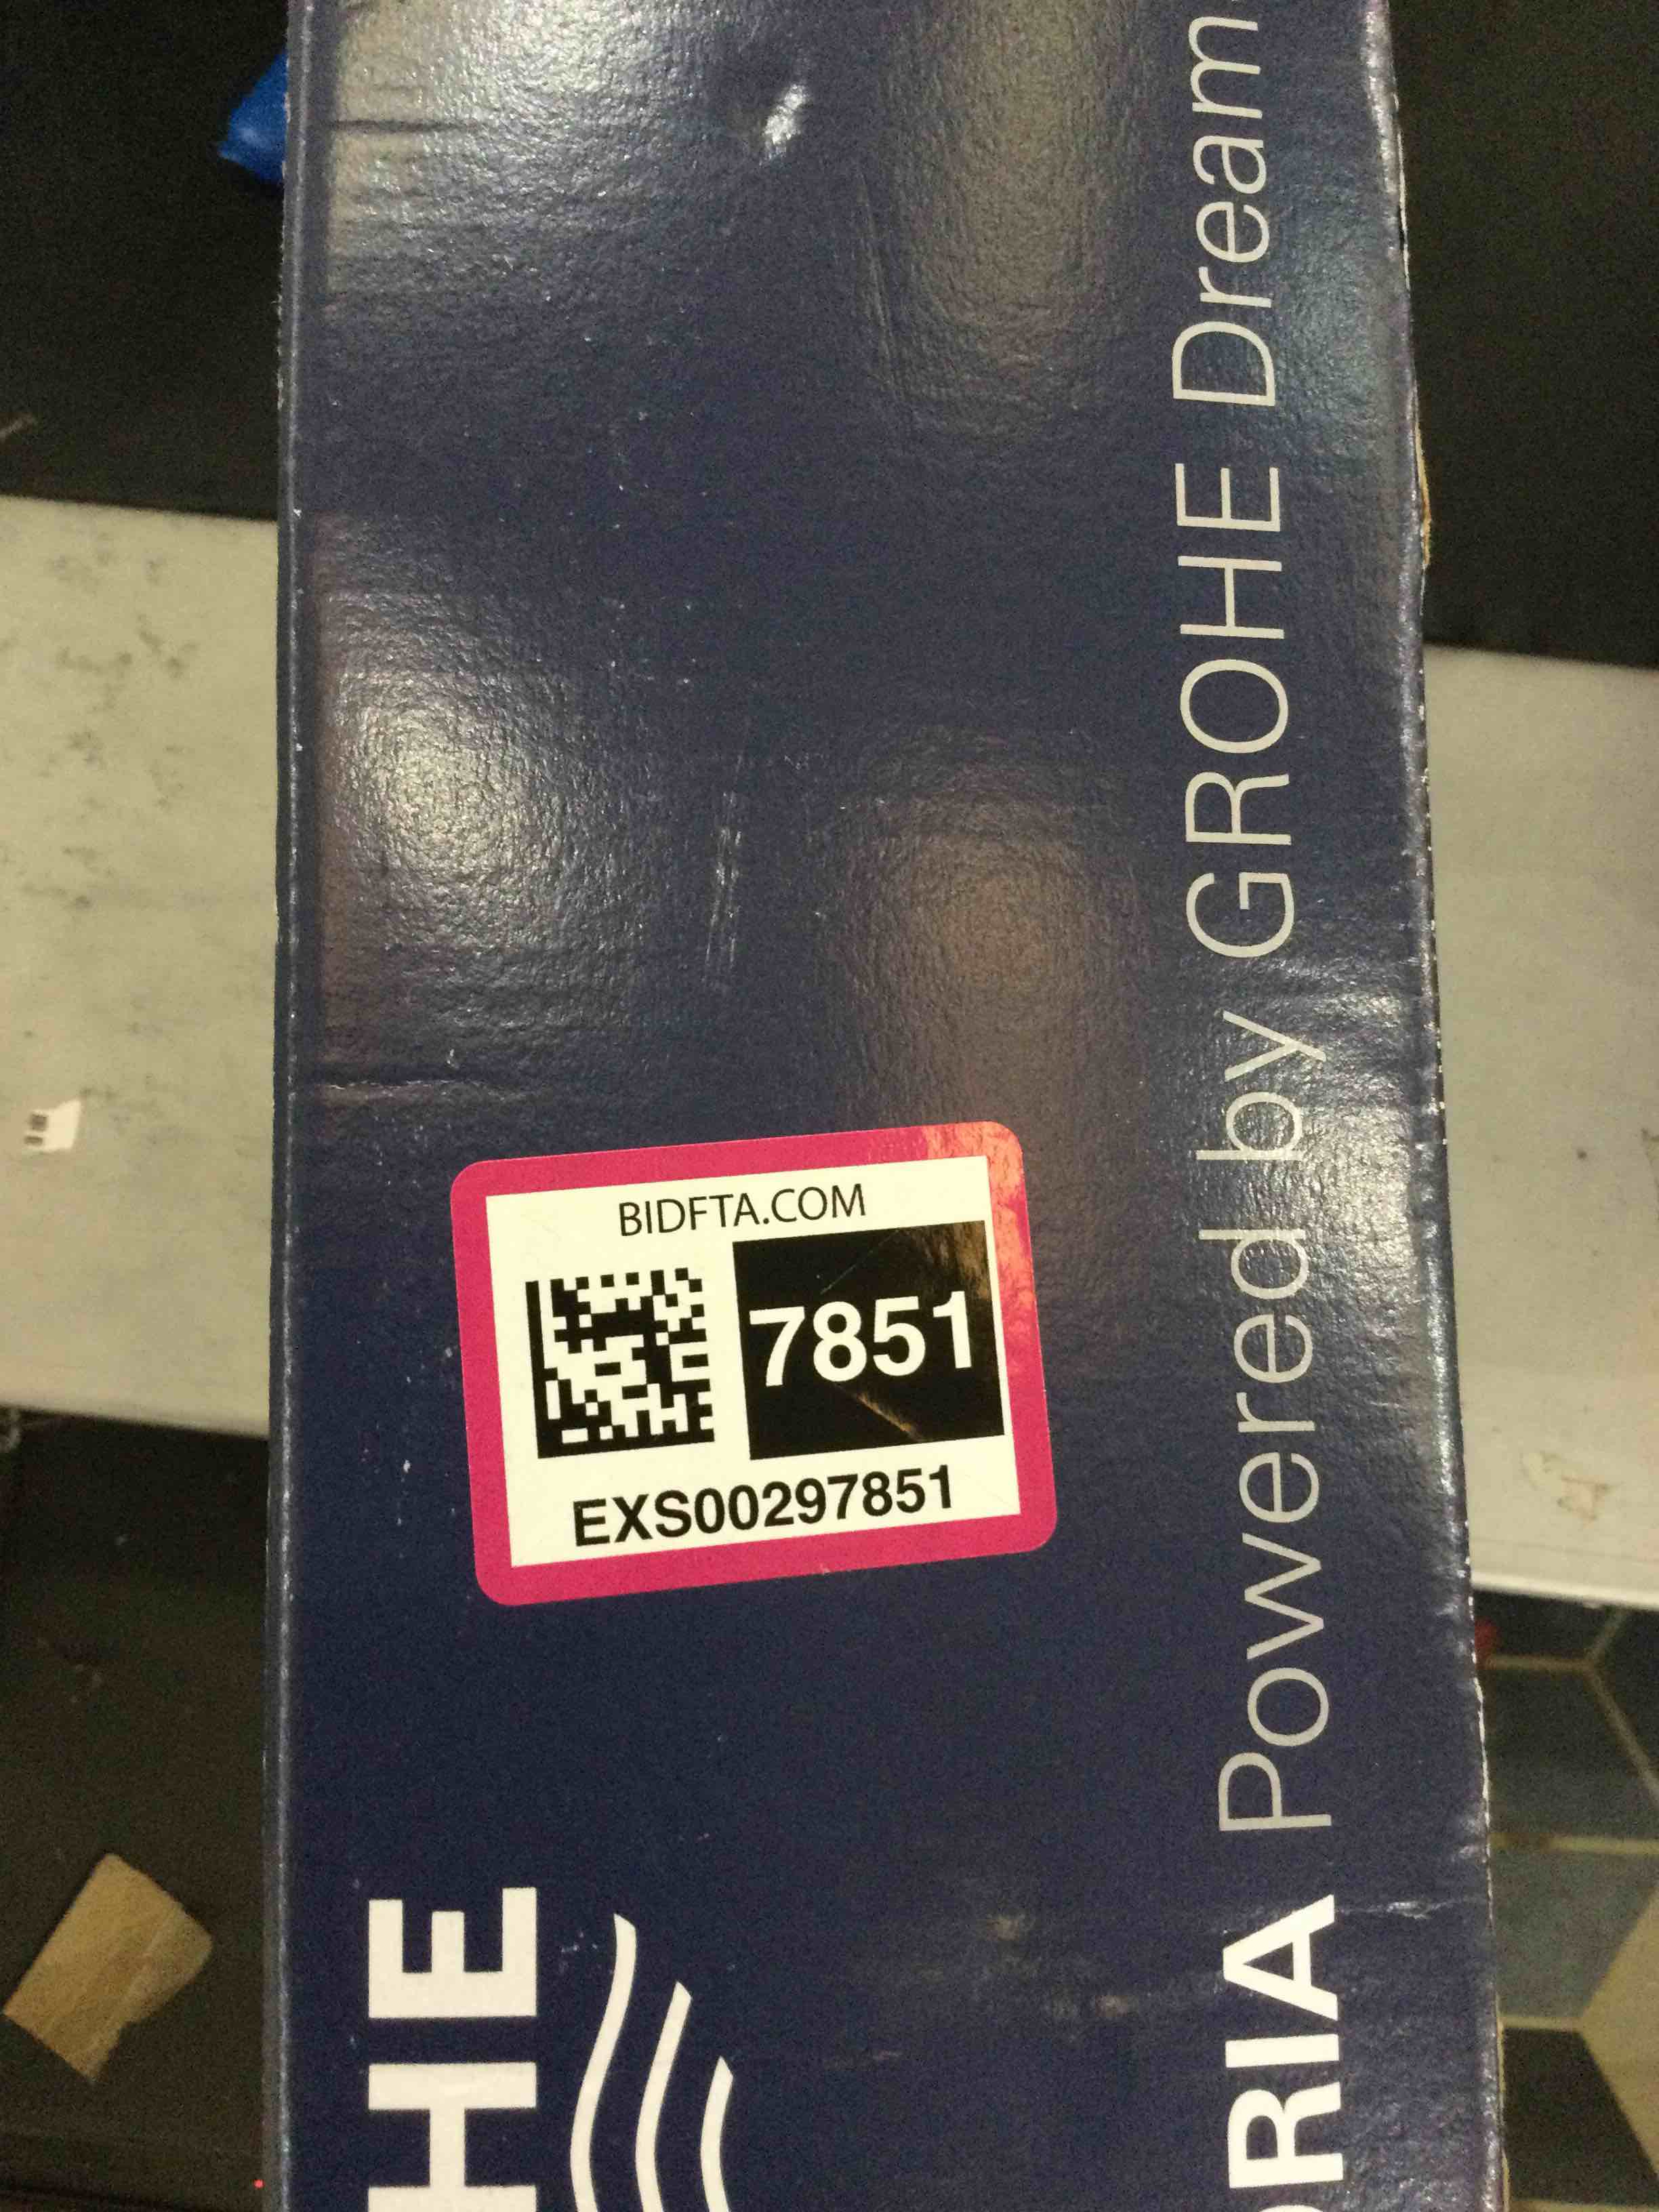 BIDFTA.COM
7851
EXS00297851
HE
RIA Powered by GROHE Dream